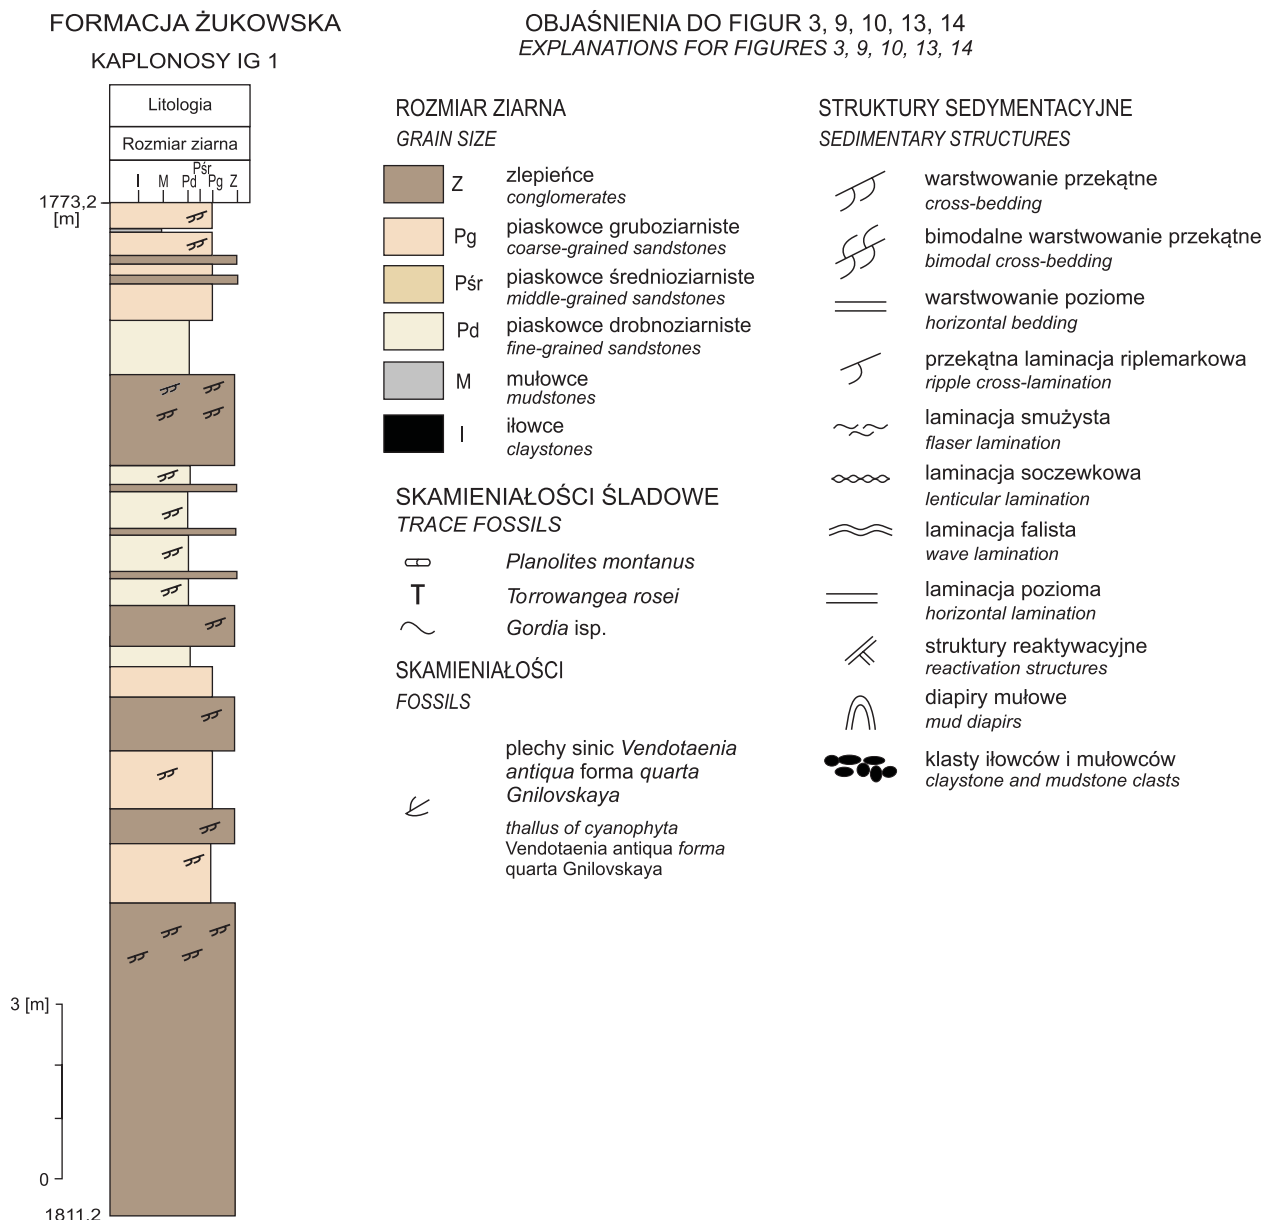 FORMACJA ŻUKOWSKA
KAPLONOSY IG 1
Litologia
Rozmiar ziarna
Pśr
I M Pd Pg Z
1773,2
[m]
3 [m]
0
1811,2
OBJAŚNIENIA DO FIGUR 3, 9, 10, 13, 14
EXPLANATIONS FOR FIGURES 3, 9, 10, 13, 14
ROZMIAR ZIARNA
GRAIN SIZE
Z zlepieńce
conglomerates
Pg piaskowce gruboziarniste
coarse-grained sandstones
Pśr piaskowce średnioziarniste
middle-grained sandstones
Pd piaskowce drobnoziarniste
fine-grained sandstones
M mułowce
mudstones
I iłowce
claystones
SKAMIENIAŁOŚCI ŚLADOWE
TRACE FOSSILS
Planolites montanus
T Torrowangea rosei
Gordia isp.
SKAMIENIAŁOŚCI
FOSSILS
plechy sinic Vendotaenia
antiqua forma quarta
Gnilovskaya
thallus of cyanophyta
Vendotaenia antiqua forma
quarta Gnilovskaya
STRUKTURY SEDYMENTACYJNE
SEDIMENTARY STRUCTURES
warstwowanie przekątne
cross-bedding
bimodalne warstwowanie przekątne
bimodal cross-bedding
warstwowanie poziome
horizontal bedding
przekątna laminacja riplemarkowa
ripple cross-lamination
laminacja smużysta
flaser lamination
laminacja soczewkowa
lenticular lamination
laminacja falista
wave lamination
laminacja pozioma
horizontal lamination
struktury reaktywacyjne
reactivation structures
diapiry mułowe
mud diapirs
klasty iłowców i mułowców
claystone and mudstone clasts